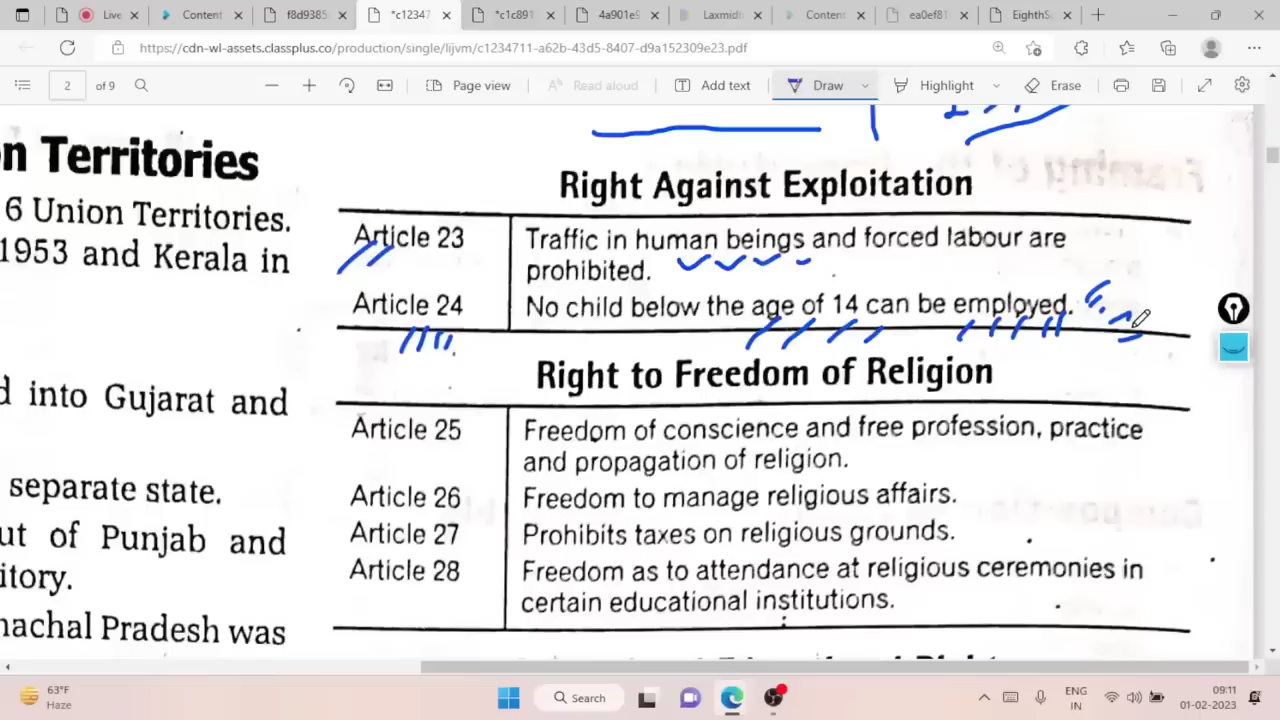 Live
Content
f8d9385
*c12347
*c1c891
4a901e9
Laxmid
Content
ea0ef81
EighthS
https://cdn-wl-assets.classplus.co/production/single/lijvm/c1234711-a62b-43d5-8407-d9a152309e23.pdf
2 of 9
Page view
Read aloud
Add text
Draw
Highlight
Erase
n Territories
6 Union Territories.
1953 and Kerala in
d into Gujarat and
separate state.
ut of Punjab and
itory.
nachal Pradesh was
Right Against Exploitation
Article 23 Traffic in human beings and forced labour are
prohibited.
Article 24 No child below the age of 14 can be employed.
Right to Freedom of Religion
Article 25 Freedom of conscience and free profession, practice
and propagation of religion.
Article 26 Freedom to manage religious affairs.
Article 27 Prohibits taxes on religious grounds.
Article 28 Freedom as to attendance at religious ceremonies in
certain educational institutions.
63°F
Haze
Search
ENG
IN
09:11
01-02-2023